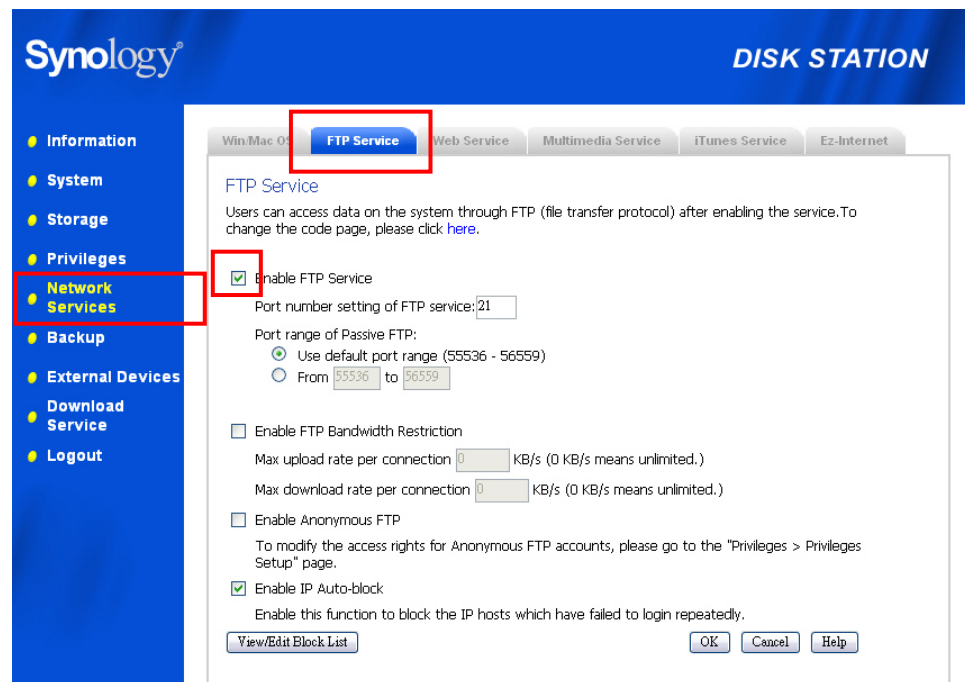 Synology®
DISK STATION
Information
System
Storage
Privileges
Network
Services
Backup
External Devices
Download
Service
Logout
Win/Mac OS FTP Service Web Service Multimedia Service iTunes Service Ez-Internet
FTP Service
Users can access data on the system through FTP (file transfer protocol) after enabling the service.To
change the code page, please click here.
Enable FTP Service
Port number setting of FTP service: 21
Port range of Passive FTP:
Use default port range (55536 - 56559)
From 55536 to 56559
Enable FTP Bandwidth Restriction
Max upload rate per connection 0 KB/s (0 KB/s means unlimited.)
Max download rate per connection 0 KB/s (0 KB/s means unlimited.)
Enable Anonymous FTP
To modify the access rights for Anonymous FTP accounts, please go to the "Privileges > Privileges
Setup" page.
Enable IP Auto-block
Enable this function to block the IP hosts which have failed to login repeatedly.
View/Edit Block List OK Cancel Help